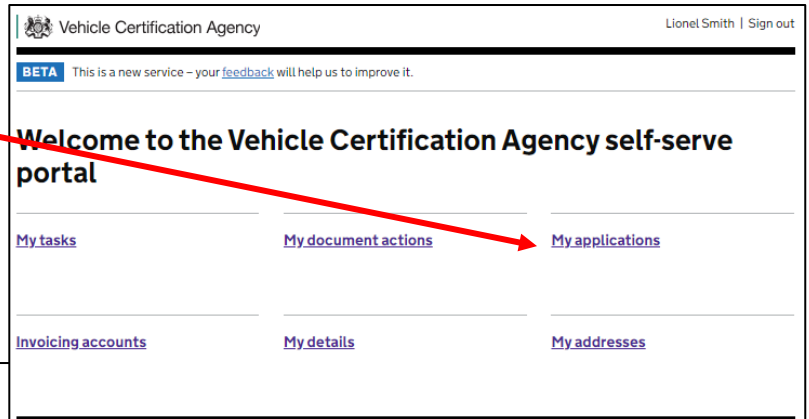 Vehicle Certification Agency
Lionel Smith | Sign out
BETA This is a new service – your feedback will help us to improve it.
Welcome to the Vehicle Certification Agency self-serve
portal
My tasks My document actions My applications
Invoicing accounts My details My addresses